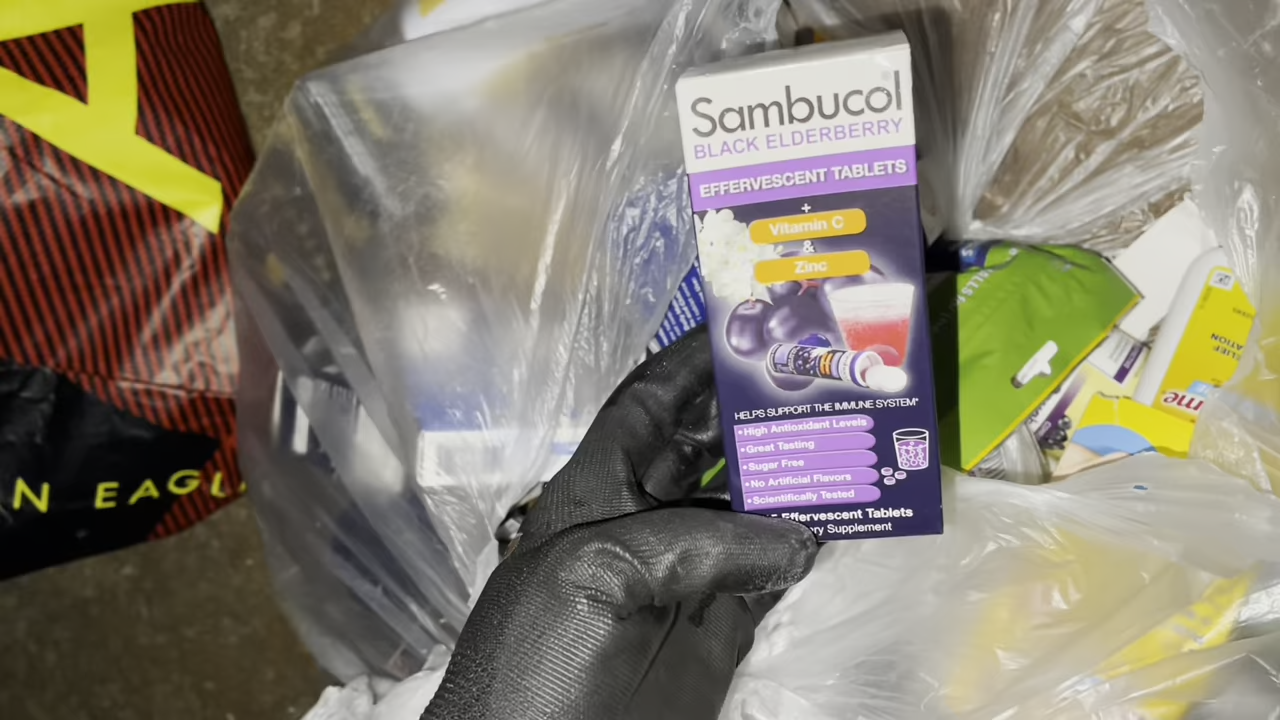 Sambucol
BLACK ELDERBERRY
EFFERVESCENT TABLETS
+
Vitamin C
&
Zinc
HELPS SUPPORT THE IMMUNE SYSTEM*
•High Antioxidant Levels
•Great Tasting
•Sugar Free
•No Artificial Flavors
•Scientifically Tested
Effervescent Tablets
Supplement
N EAGL